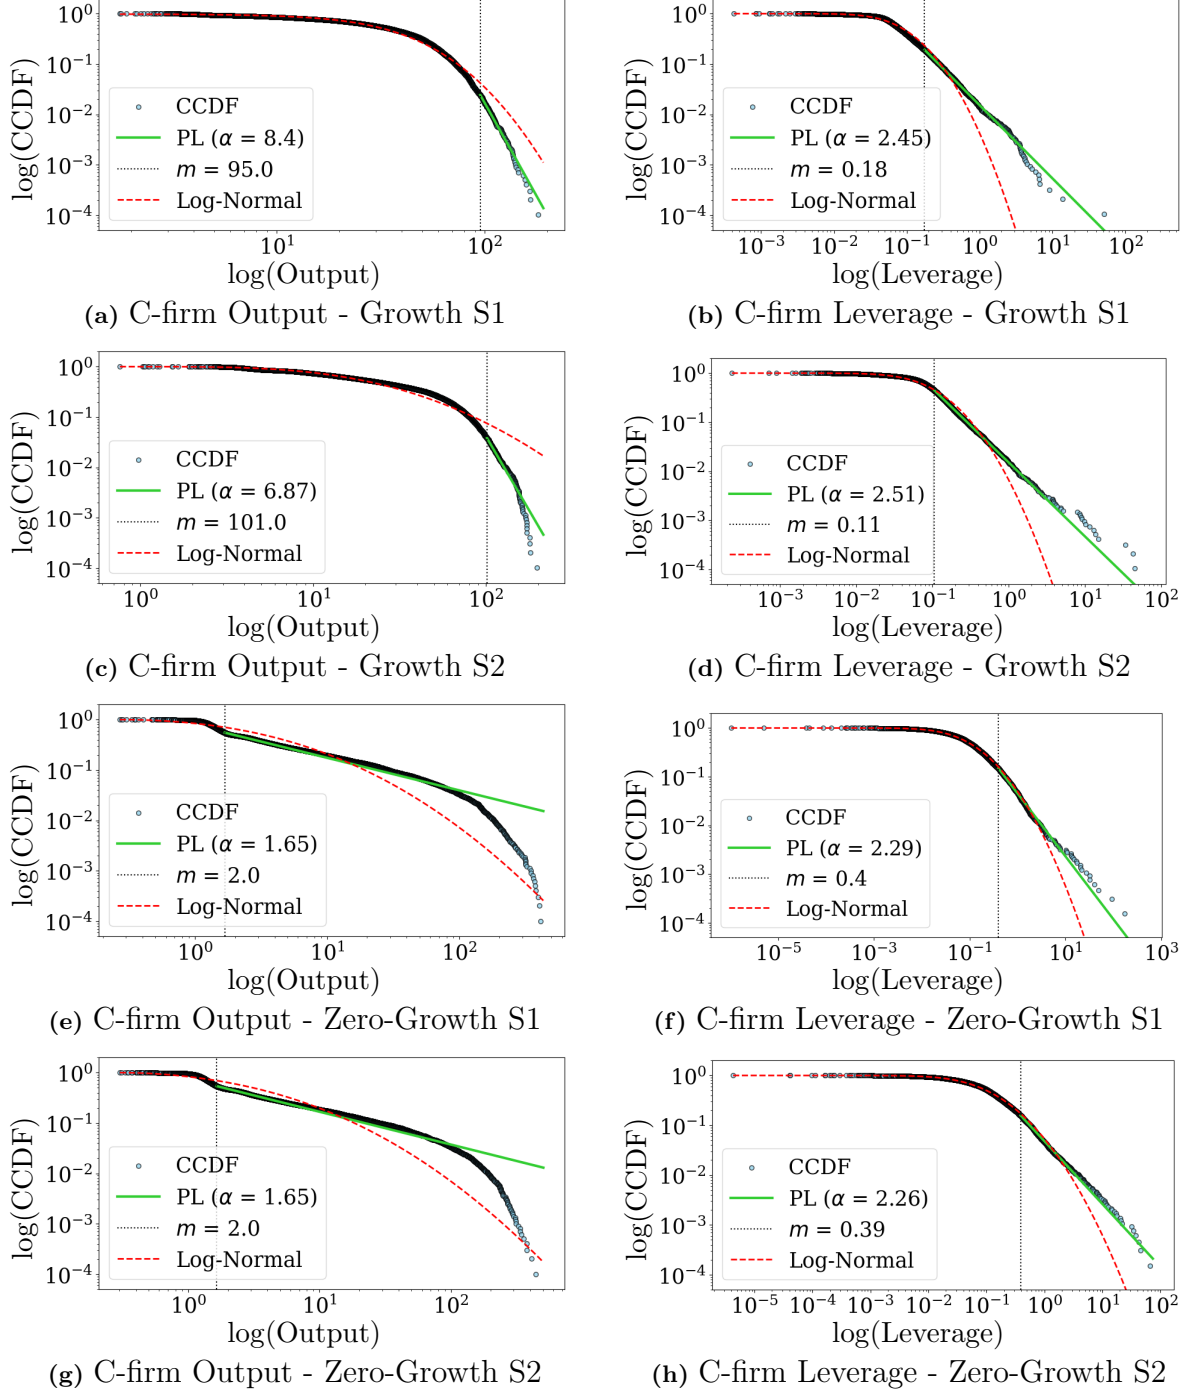 10^0
10^-1
10^-2
10^-3
10^-4
log(CCDF)
CCDF
PL (α = 8.4)
m = 95.0
Log-Normal
10^1
10^2
log(Output)
(a) C-firm Output - Growth S1
10^0
10^-1
10^-2
10^-3
10^-4
log(CCDF)
CCDF
PL (α = 2.45)
m = 0.18
Log-Normal
10^-3
10^-2
10^-1
10^0
10^1
10^2
log(Leverage)
(b) C-firm Leverage - Growth S1
10^0
10^-1
10^-2
10^-3
10^-4
log(CCDF)
CCDF
PL (α = 6.87)
m = 101.0
Log-Normal
10^0
10^1
10^2
log(Output)
(c) C-firm Output - Growth S2
10^0
10^-1
10^-2
10^-3
10^-4
log(CCDF)
CCDF
PL (α = 2.51)
m = 0.11
Log-Normal
10^-3
10^-2
10^-1
10^0
10^1
10^2
log(Leverage)
(d) C-firm Leverage - Growth S2
10^0
10^-1
10^-2
10^-3
10^-4
log(CCDF)
CCDF
PL (α = 1.65)
m = 2.0
Log-Normal
10^0
10^1
10^2
log(Output)
(e) C-firm Output - Zero-Growth S1
10^0
10^-1
10^-2
10^-3
10^-4
log(CCDF)
CCDF
PL (α = 2.29)
m = 0.4
Log-Normal
10^-5
10^-3
10^-1
10^1
10^3
log(Leverage)
(f) C-firm Leverage - Zero-Growth S1
10^0
10^-1
10^-2
10^-3
10^-4
log(CCDF)
CCDF
PL (α = 1.65)
m = 2.0
Log-Normal
10^0
10^1
10^2
log(Output)
(g) C-firm Output - Zero-Growth S2
10^0
10^-1
10^-2
10^-3
10^-4
log(CCDF)
CCDF
PL (α = 2.26)
m = 0.39
Log-Normal
10^-5
10^-4
10^-3
10^-2
10^-1
10^0
10^1
10^2
log(Leverage)
(h) C-firm Leverage - Zero-Growth S2